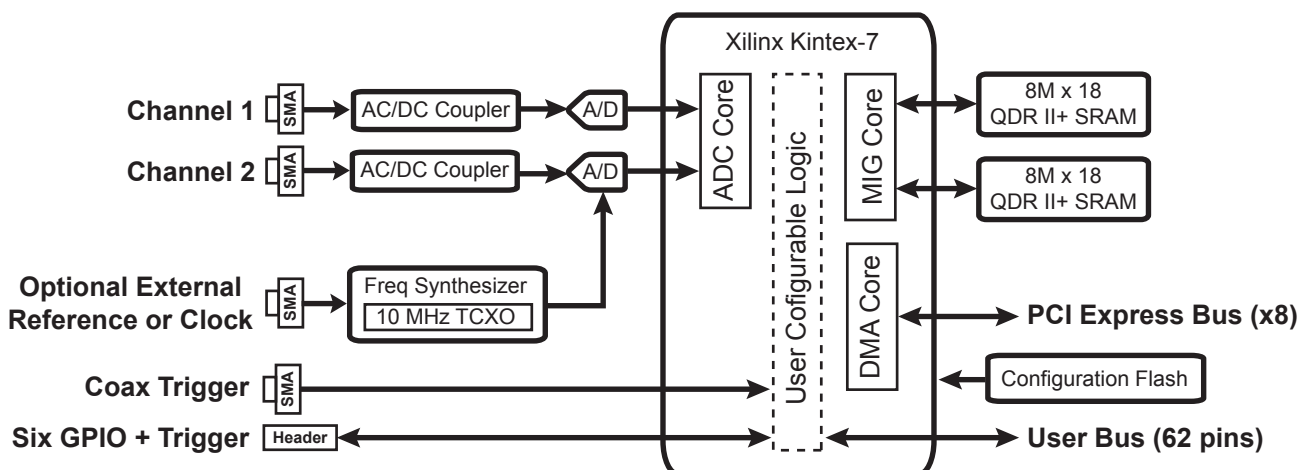 Xilinx Kintex-7
Channel 1
SMA
AC/DC Coupler
A/D
Channel 2
SMA
AC/DC Coupler
A/D
ADC Core
User Configurable Logic
MIG Core
8M x 18
QDR II+ SRAM
8M x 18
QDR II+ SRAM
Optional External
Reference or Clock
SMA
Freq Synthesizer
10 MHz TCXO
DMA Core
PCI Express Bus (x8)
Configuration Flash
Coax Trigger
SMA
Six GPIO + Trigger
Header
User Bus (62 pins)